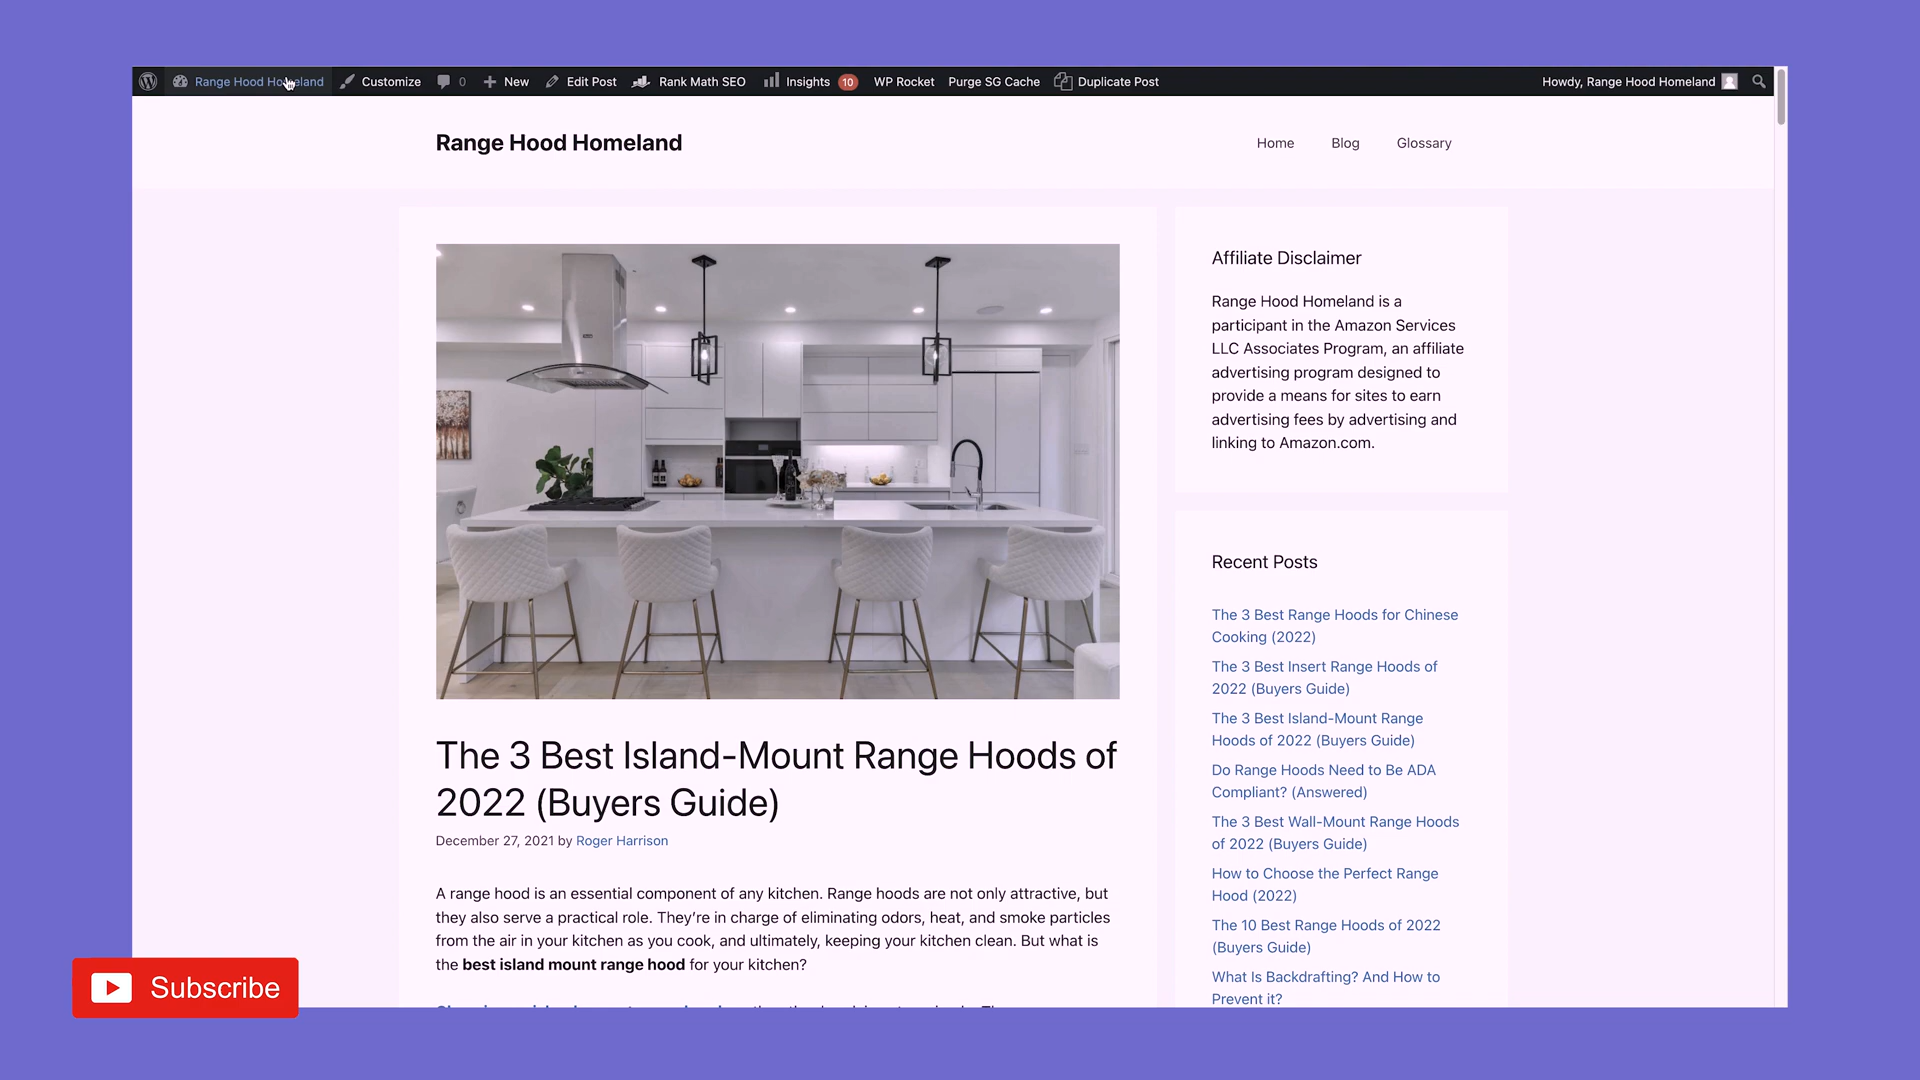 Range Hood Homeland Customize 0 New Edit Post Rank Math SEO Insights 10 WP Rocket Purge SG Cache Duplicate Post Howdy, Range Hood Homeland
Range Hood Homeland
Home Blog Glossary
Affiliate Disclaimer
Range Hood Homeland is a
participant in the Amazon Services
LLC Associates Program, an affiliate
advertising program designed to
provide a means for sites to earn
advertising fees by advertising and
linking to Amazon.com.
The 3 Best Island-Mount Range Hoods of
2022 (Buyers Guide)
December 27, 2021 by Roger Harrison
A range hood is an essential component of any kitchen. Range hoods are not only attractive, but
they also serve a practical role. They're in charge of eliminating odors, heat, and smoke particles
from the air in your kitchen as you cook, and ultimately, keeping your kitchen clean. But what is
the best island mount range hood for your kitchen?
Recent Posts
The 3 Best Range Hoods for Chinese
Cooking (2022)
The 3 Best Insert Range Hoods of
2022 (Buyers Guide)
The 3 Best Island-Mount Range
Hoods of 2022 (Buyers Guide)
Do Range Hoods Need to Be ADA
Compliant? (Answered)
The 3 Best Wall-Mount Range Hoods
of 2022 (Buyers Guide)
How to Choose the Perfect Range
Hood (2022)
The 10 Best Range Hoods of 2022
(Buyers Guide)
What Is Backdrafting? And How to
Prevent it?
Subscribe